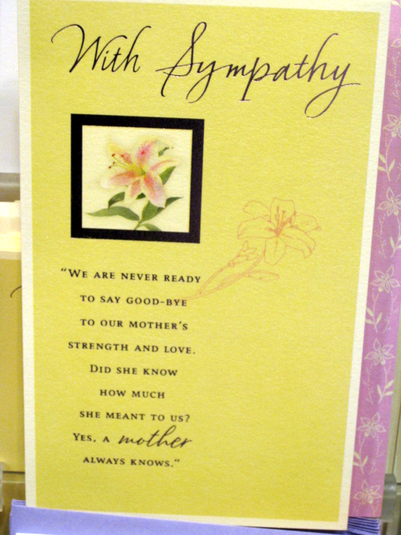 With Sympathy
"WE ARE NEVER READY
TO SAY GOOD-BYE
TO OUR MOTHER'S
STRENGTH AND LOVE.
DID SHE KNOW
HOW MUCH
SHE MEANT TO US?
YES, A mother
ALWAYS KNOWS."